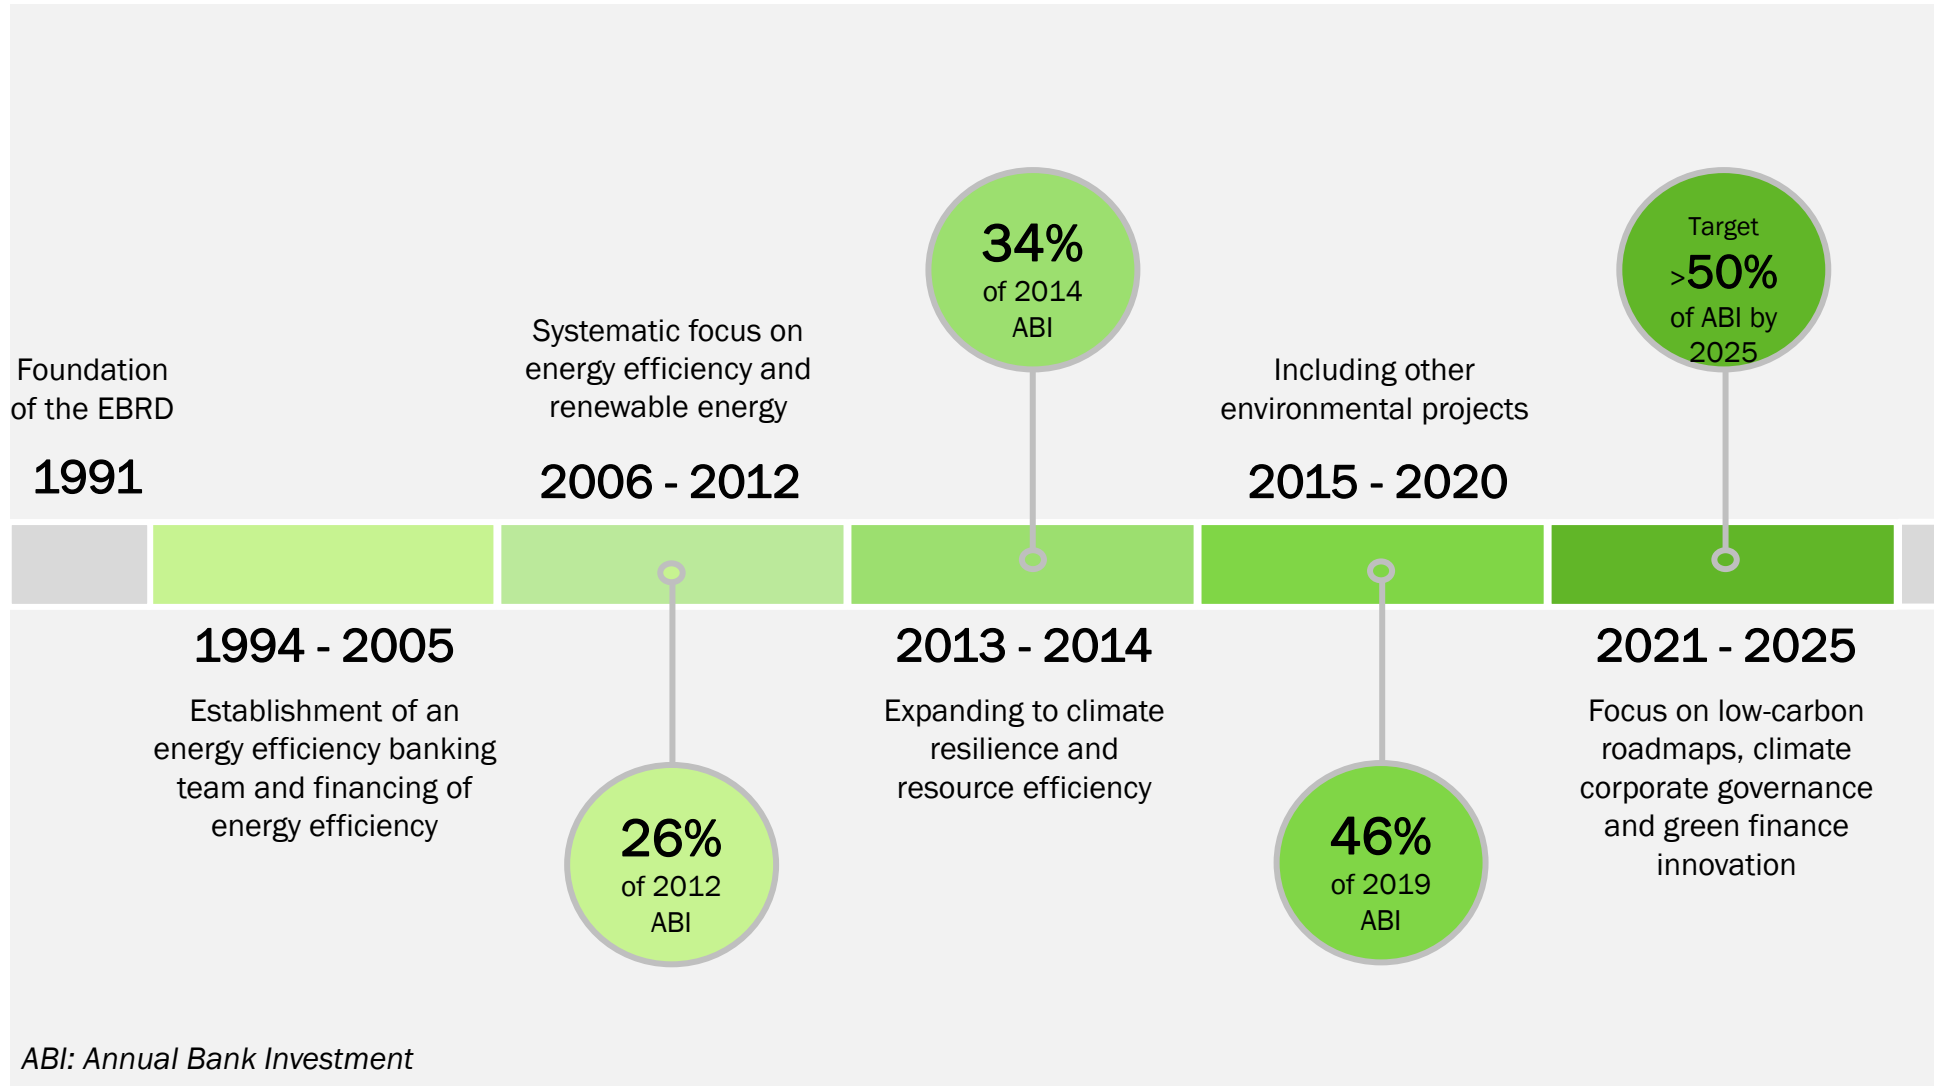 Foundation
of the EBRD
1991
1994 - 2005
Establishment of an
energy efficiency banking
team and financing of
energy efficiency
Systematic focus on
energy efficiency and
renewable energy
2006 - 2012
26%
of 2012
ABI
34%
of 2014
ABI
2013 - 2014
Expanding to climate
resilience and
resource efficiency
Including other
environmental projects
2015 - 2020
46%
of 2019
ABI
Target
>50%
of ABI by
2025
2021 - 2025
Focus on low-carbon
roadmaps, climate
corporate governance
and green finance
innovation
ABI: Annual Bank Investment